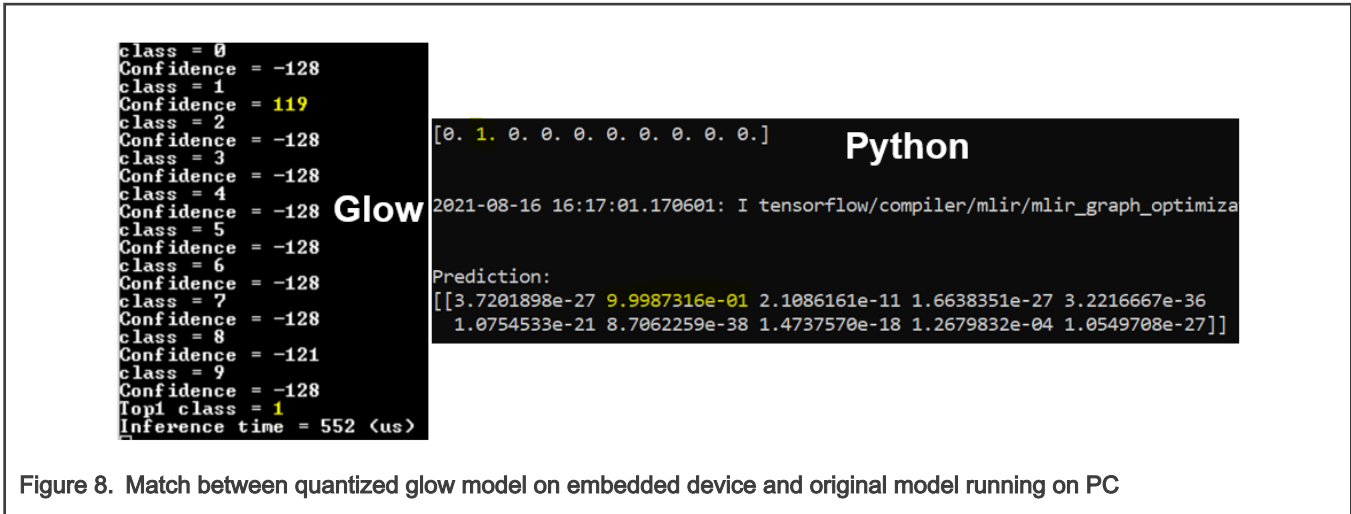 class = 0
Confidence = -128
class = 1
Confidence = 119
class = 2
Confidence = -128
class = 3
Confidence = -128
class = 4
Confidence = -128
class = 5
Confidence = -128
class = 6
Confidence = -128
class = 7
Confidence = -128
class = 8
Confidence = -121
class = 9
Confidence = -128
Top1 class = 1
Inference time = 552 (us)
Glow
[0. 1. 0. 0. 0. 0. 0. 0. 0. 0.]
Python
2021-08-16 16:17:01.170601: I tensorflow/compiler/mlir/mlir_graph_optimiza
Prediction:
[[3.7201898e-27 9.9987316e-01 2.1086161e-11 1.6638351e-27 3.2216667e-36
1.0754533e-21 8.7062259e-38 1.4737570e-18 1.2679832e-04 1.0549708e-27]]
Figure 8. Match between quantized glow model on embedded device and original model running on PC